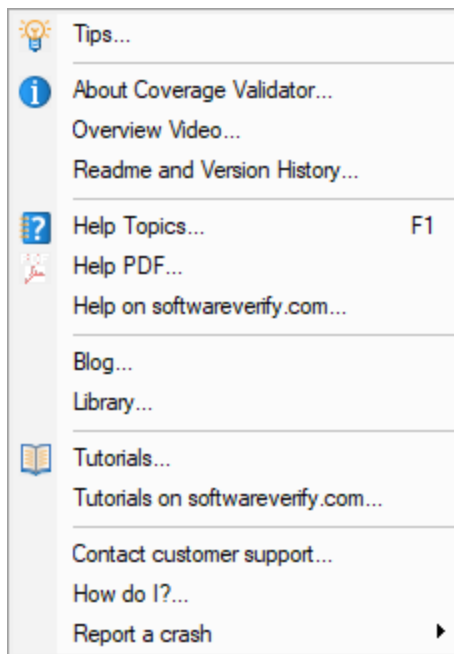 Tips...
About Coverage Validator...
Overview Video...
Readme and Version History...
Help Topics... F1
Help PDF...
Help on softwareverify.com...
Blog...
Library...
Tutorials...
Tutorials on softwareverify.com...
Contact customer support...
How do I?...
Report a crash